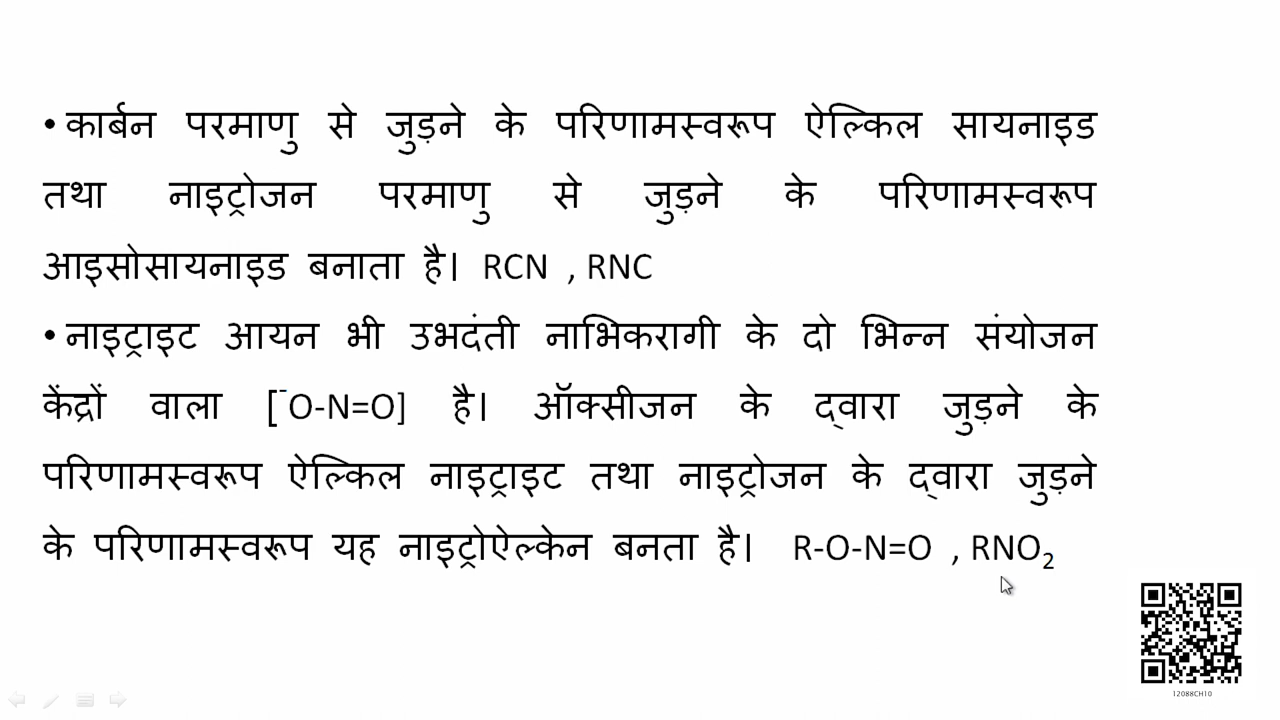 • कार्बन परमाणु से जुड़ने के परिणामस्वरूप ऐल्किल सायनाइड
तथा नाइट्रोजन परमाणु से जुड़ने के परिणामस्वरूप
आइसोसायनाइड बनाता है। RCN , RNC
• नाइट्राइट आयन भी उभदंती नाभिकरागी के दो भिन्न संयोजन
केंद्रों वाला [⁻O-N=O] है। ऑक्सीजन के द्वारा जुड़ने के
परिणामस्वरूप ऐल्किल नाइट्राइट तथा नाइट्रोजन के द्वारा जुड़ने
के परिणामस्वरूप यह नाइट्रोऐल्केन बनता है। R-O-N=O , RNO₂
12088CH10